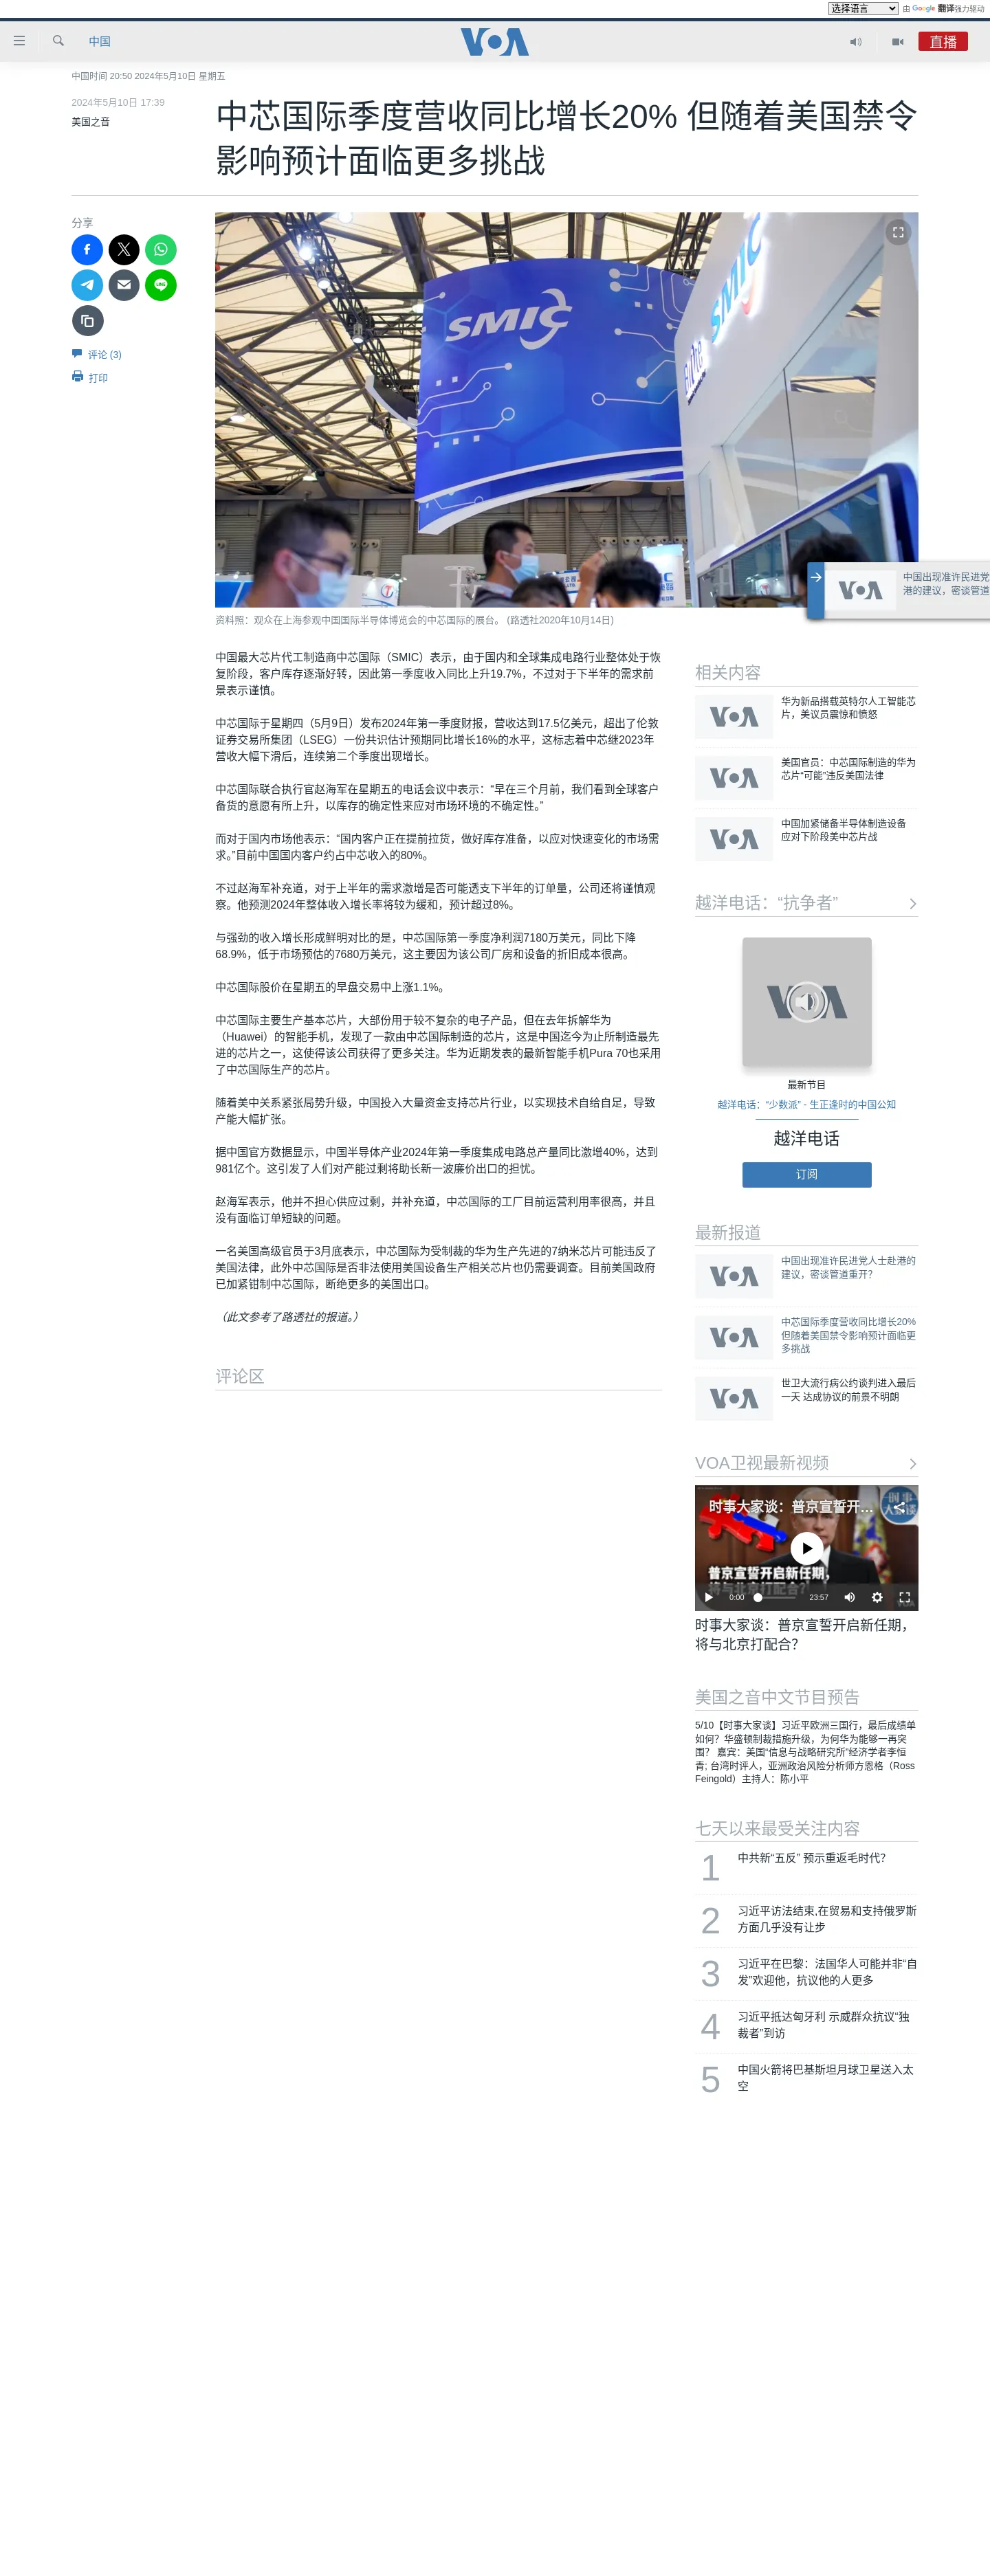 选择语言 由 Google 翻译强力驱动
中国
VOA
直播
中国时间 20:50 2024年5月10日 星期五
2024年5月10日 17:39
美国之音
中芯国际季度营收同比增长20% 但随着美国禁令
影响预计面临更多挑战
分享
LINE
评论 (3)
打印
SMIC
SMIC
资料照：观众在上海参观中国国际半导体博览会的中芯国际的展台。 (路透社2020年10月14日)
VOA
中国出现准许民进党
港的建议，密谈管道
中国最大芯片代工制造商中芯国际（SMIC）表示，由于国内和全球集成电路行业整体处于恢
复阶段，客户库存逐渐好转，因此第一季度收入同比上升19.7%，不过对于下半年的需求前
景表示谨慎。
中芯国际于星期四（5月9日）发布2024年第一季度财报，营收达到17.5亿美元，超出了伦敦
证券交易所集团（LSEG）一份共识估计预期同比增长16%的水平，这标志着中芯继2023年
营收大幅下滑后，连续第二个季度出现增长。
中芯国际联合执行官赵海军在星期五的电话会议中表示：“早在三个月前，我们看到全球客户
备货的意愿有所上升，以库存的确定性来应对市场环境的不确定性。”
而对于国内市场他表示：“国内客户正在提前拉货，做好库存准备，以应对快速变化的市场需
求。”目前中国国内客户约占中芯收入的80%。
不过赵海军补充道，对于上半年的需求激增是否可能透支下半年的订单量，公司还将谨慎观
察。他预测2024年整体收入增长率将较为缓和，预计超过8%。
与强劲的收入增长形成鲜明对比的是，中芯国际第一季度净利润7180万美元，同比下降
68.9%，低于市场预估的7680万美元，这主要因为该公司厂房和设备的折旧成本很高。
中芯国际股价在星期五的早盘交易中上涨1.1%。
中芯国际主要生产基本芯片，大部份用于较不复杂的电子产品，但在去年拆解华为
（Huawei）的智能手机，发现了一款由中芯国际制造的芯片，这是中国迄今为止所制造最先
进的芯片之一，这使得该公司获得了更多关注。华为近期发表的最新智能手机Pura 70也采用
了中芯国际生产的芯片。
随着美中关系紧张局势升级，中国投入大量资金支持芯片行业，以实现技术自给自足，导致
产能大幅扩张。
据中国官方数据显示，中国半导体产业2024年第一季度集成电路总产量同比激增40%，达到
981亿个。这引发了人们对产能过剩将助长新一波廉价出口的担忧。
赵海军表示，他并不担心供应过剩，并补充道，中芯国际的工厂目前运营利用率很高，并且
没有面临订单短缺的问题。
一名美国高级官员于3月底表示，中芯国际为受制裁的华为生产先进的7纳米芯片可能违反了
美国法律，此外中芯国际是否非法使用美国设备生产相关芯片也仍需要调查。目前美国政府
已加紧钳制中芯国际，断绝更多的美国出口。
（此文参考了路透社的报道。）
评论区
相关内容
VOA
华为新品搭载英特尔人工智能芯
片，美议员震惊和愤怒
VOA
美国官员：中芯国际制造的华为
芯片“可能”违反美国法律
VOA
中国加紧储备半导体制造设备
应对下阶段美中芯片战
越洋电话：“抗争者”
VOA
最新节目
越洋电话：“少数派” - 生正逢时的中国公知
越洋电话
订阅
最新报道
VOA
中国出现准许民进党人士赴港的
建议，密谈管道重开？
VOA
中芯国际季度营收同比增长20%
但随着美国禁令影响预计面临更
多挑战
VOA
世卫大流行病公约谈判进入最后
一天 达成协议的前景不明朗
VOA卫视最新视频
时事大家谈：普京宣誓开...
普京宣誓开启新任期，
将与北京打配合？
0:00 23:57
时事大家谈：普京宣誓开启新任期，
将与北京打配合？
美国之音中文节目预告
5/10【时事大家谈】习近平欧洲三国行，最后成绩单
如何？华盛顿制裁措施升级，为何华为能够一再突
围？ 嘉宾：美国“信息与战略研究所”经济学者李恒
青; 台湾时评人，亚洲政治风险分析师方恩格（Ross
Feingold）主持人：陈小平
七天以来最受关注内容
1 中共新“五反” 预示重返毛时代？
2 习近平访法结束,在贸易和支持俄罗斯
方面几乎没有让步
3 习近平在巴黎：法国华人可能并非“自
发”欢迎他，抗议他的人更多
4 习近平抵达匈牙利 示威群众抗议“独
裁者”到访
5 中国火箭将巴基斯坦月球卫星送入太
空